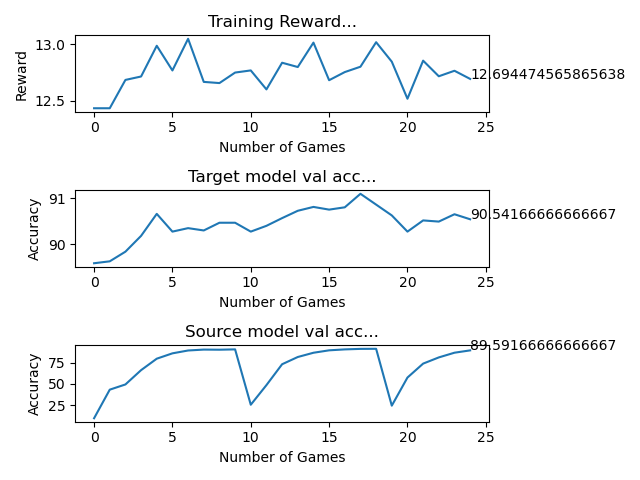 Training Reward...
13.0
12.5
Reward
12.694474565865638
0 5 10 15 20 25
Number of Games
Target model val acc...
91
90
Accuracy
90.54166666666667
0 5 10 15 20 25
Number of Games
Source model val acc...
89.59166666666667
75
50
25
Accuracy
0 5 10 15 20 25
Number of Games